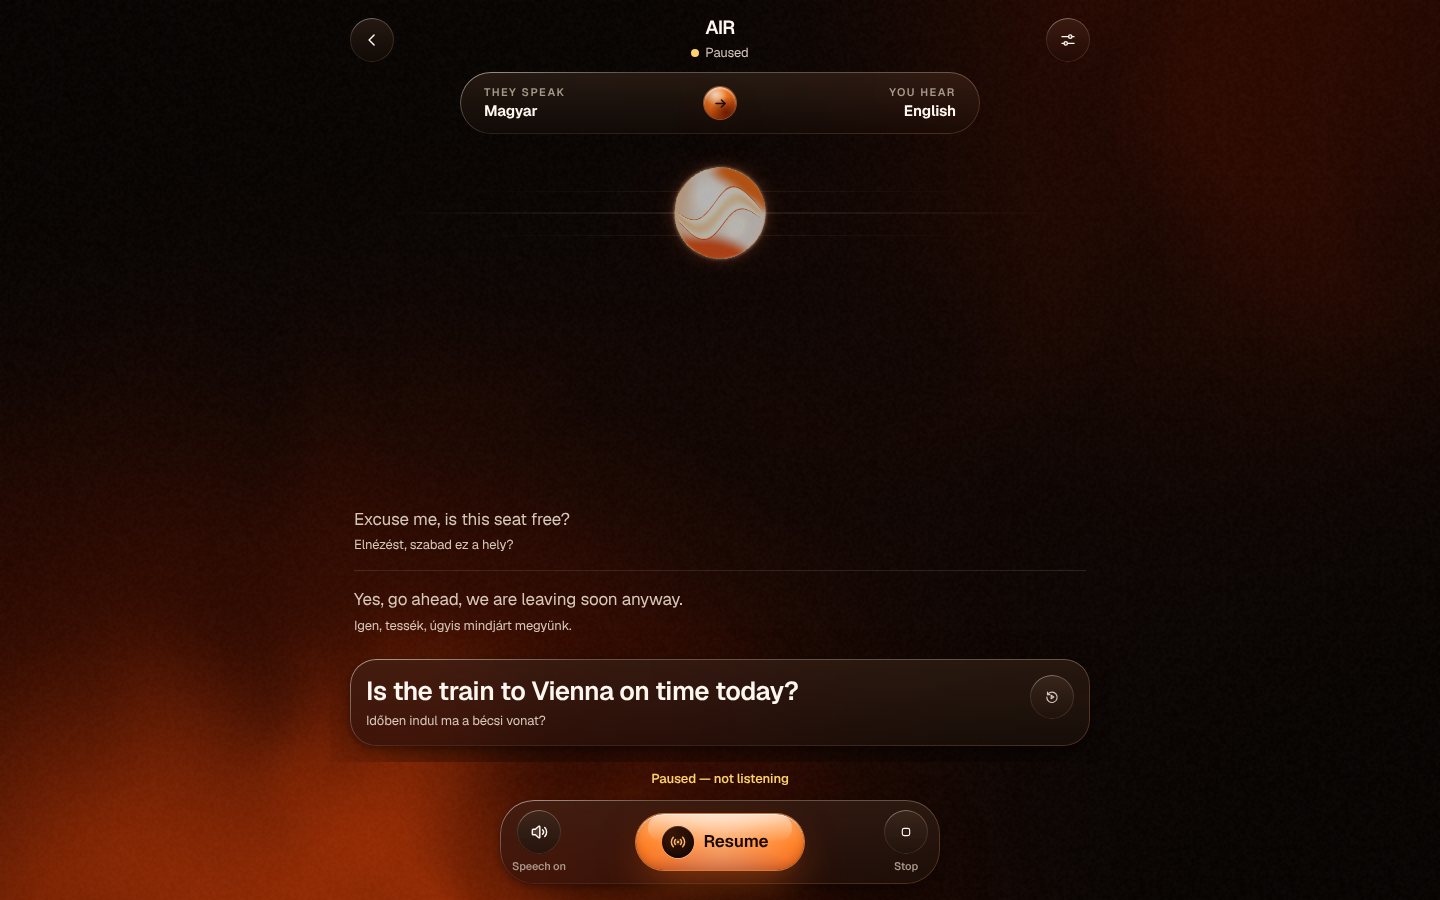 AIR
Paused
THEY SPEAK
Magyar
YOU HEAR
English
Excuse me, is this seat free?
Elnézést, szabad ez a hely?
Yes, go ahead, we are leaving soon anyway.
Igen, tessék, úgyis mindjárt megyünk.
Is the train to Vienna on time today?
Időben indul ma a bécsi vonat?
Paused — not listening
Speech on
Resume
Stop